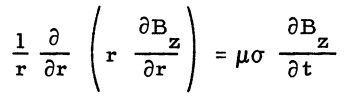 1/r ∂/∂r ( r ∂B_z/∂r ) = μσ ∂B_z/∂t